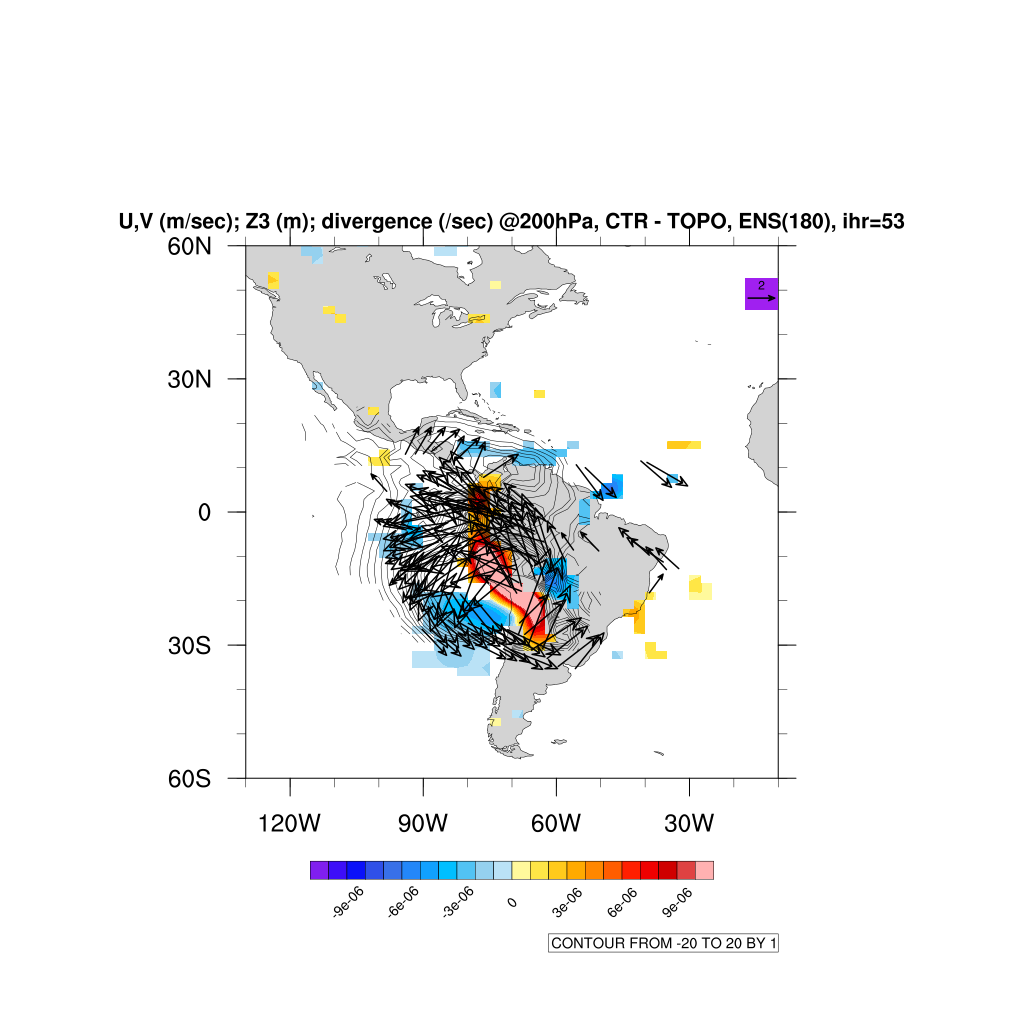 U,V (m/sec); Z3 (m); divergence (/sec) @200hPa, CTR - TOPO, ENS(180), ihr=53
60N
2
30N
0
30S
60S
120W 90W 60W 30W
-9e-06 -6e-06 -3e-06 0 3e-06 6e-06 9e-06
CONTOUR FROM -20 TO 20 BY 1